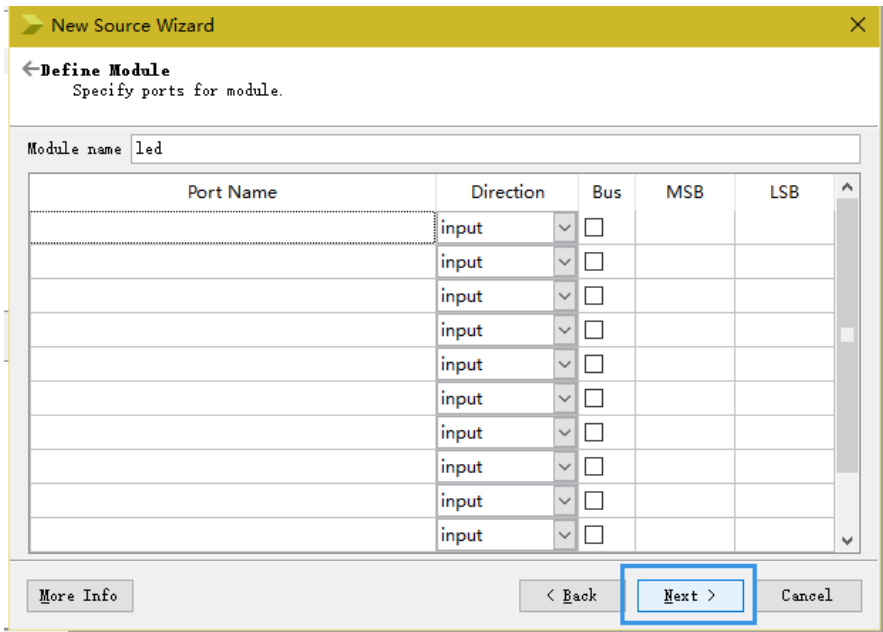 New Source Wizard
←Define Module
Specify ports for module.
Module name led
Port Name Direction Bus MSB LSB
input
input
input
input
input
input
input
input
input
input
More Info < Back Next > Cancel